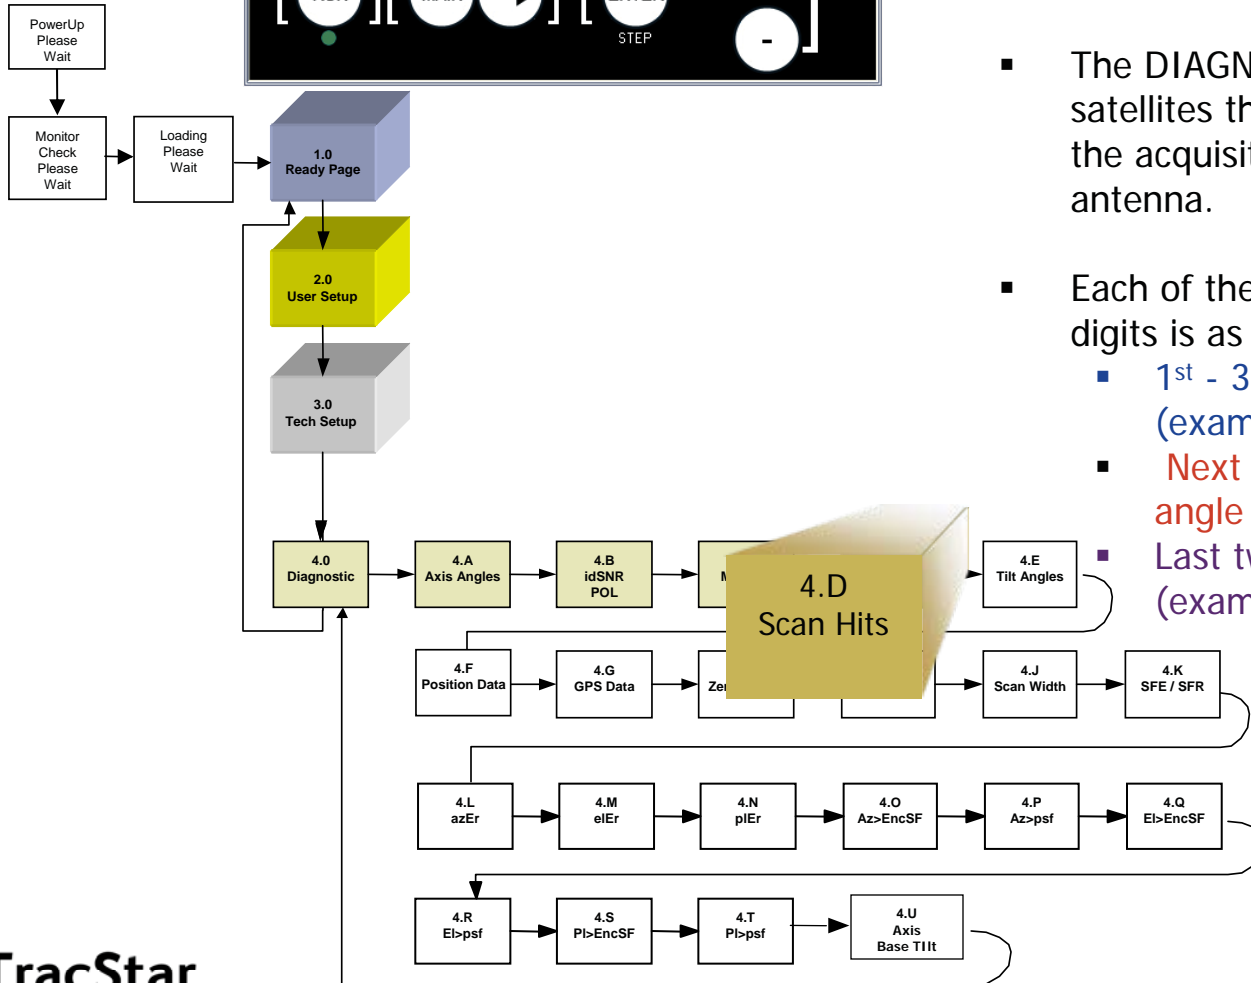 STEP
-
PowerUp
Please
Wait
Monitor
Check
Please
Wait
Loading
Please
Wait
1.0
Ready Page
2.0
User Setup
3.0
Tech Setup
4.0
Diagnostic
4.A
Axis Angles
4.B
idSNR
POL
4.D
Scan Hits
4.E
Tilt Angles
4.F
Position Data
4.G
GPS Data
4.J
Scan Width
4.K
SFE / SFR
4.L
azEr
4.M
elEr
4.N
plEr
4.O
Az>EncSF
4.P
Az>psf
4.Q
El>EncSF
4.R
El>psf
4.S
Pl>EncSF
4.T
Pl>psf
4.U
Axis
Base TIlt
▪ The DIAGN
satellites th
the acquisit
antenna.
▪ Each of the
digits is as
▪ 1st - 3
(exam
▪ Next
angle
▪ Last tw
(exam
TracStar